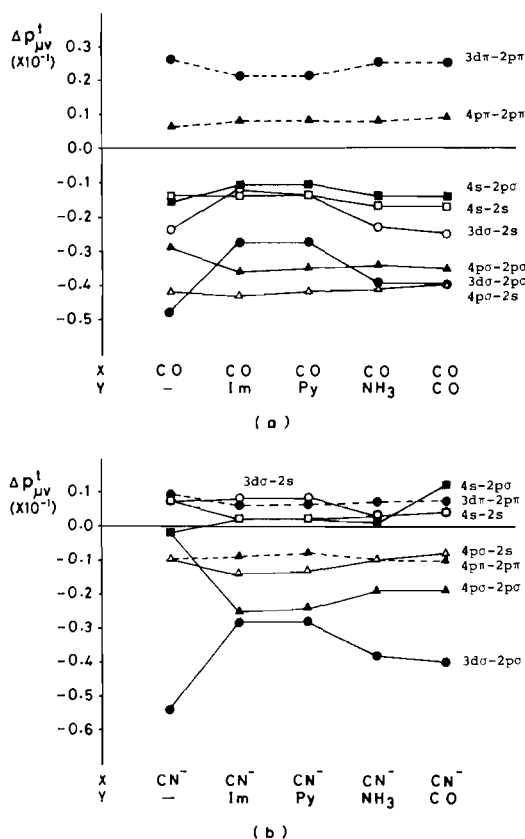 Δp^t_μν
(X10⁻¹)
0.3
0.2
0.1
0.0
-0.1
-0.2
-0.3
-0.4
-0.5
3dπ-2pπ
4pπ-2pπ
4s-2pσ
4s-2s
3dσ-2s
4pσ-2pσ
3dσ-2pσ
4pσ-2s
X CO CO CO CO CO
Y — Im Py NH₃ CO
(a)
Δp^t_μν
(X10⁻¹)
0.1
0.0
-0.1
-0.2
-0.3
-0.4
-0.5
-0.6
3dσ-2s
4s-2pσ
3dπ-2pπ
4s-2s
4pσ-2s
4pπ-2pπ
4pσ-2pσ
3dσ-2pσ
X CN⁻ CN⁻ CN⁻ CN⁻ CN⁻
Y — Im Py NH₃ CO
(b)